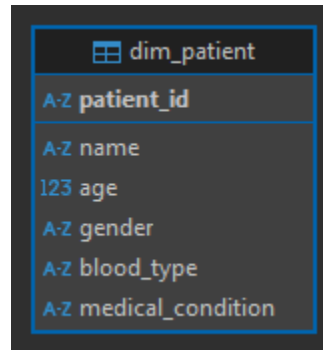 dim_patient
A-Z patient_id
A-Z name
123 age
A-Z gender
A-Z blood_type
A-Z medical_condition